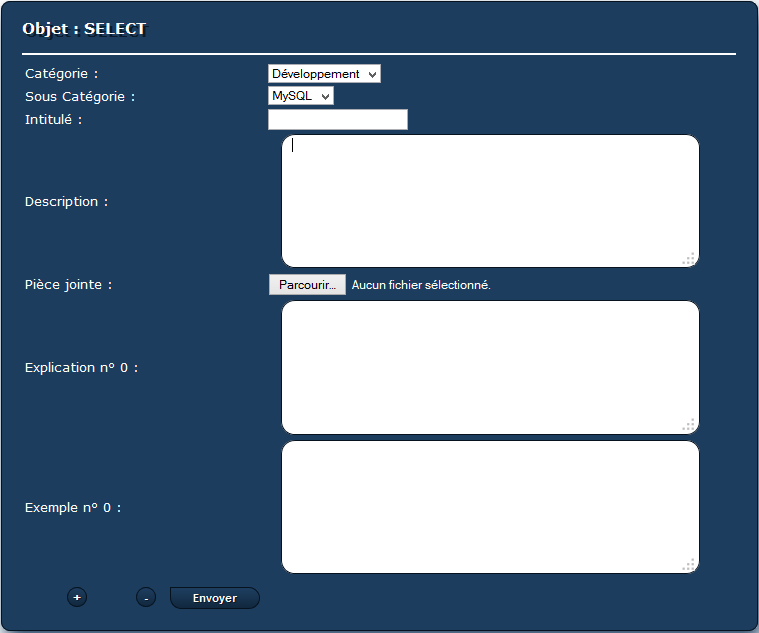 Objet : SELECT
Catégorie : Développement
Sous Catégorie : MySQL
Intitulé :
Description :
Pièce jointe : Parcourir... Aucun fichier sélectionné.
Explication n° 0 :
Exemple n° 0 :
+ - Envoyer